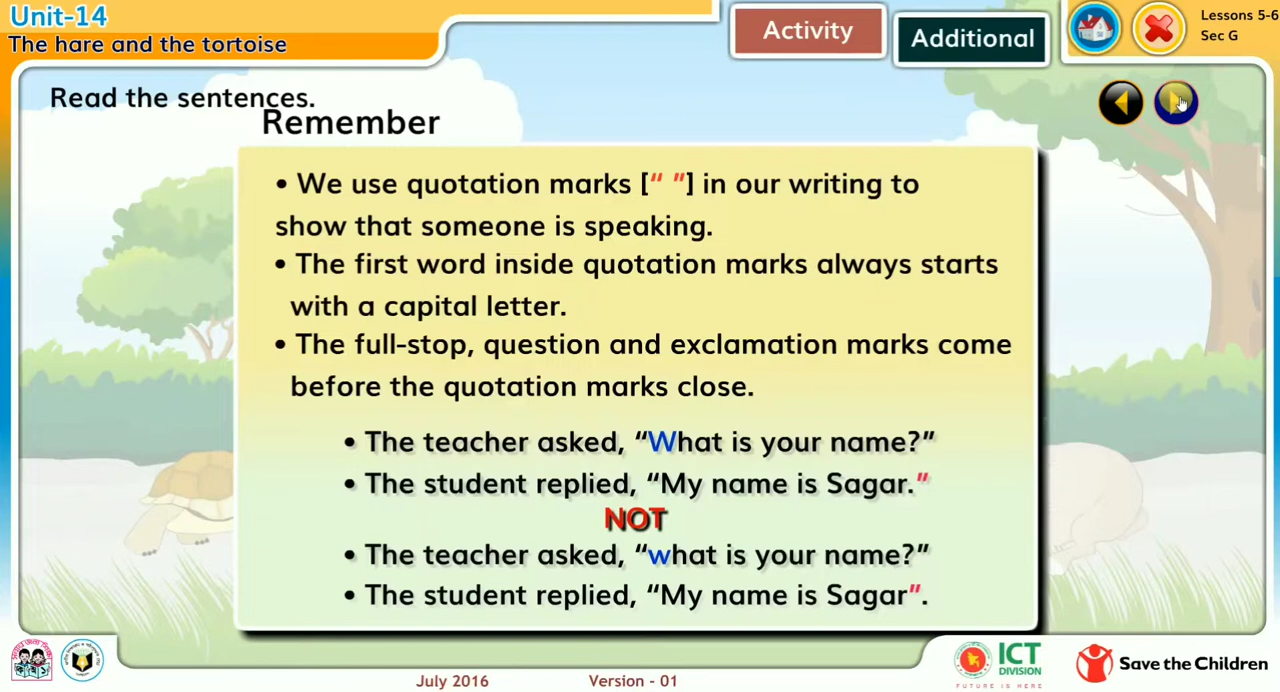 Unit-14
The hare and the tortoise
Activity
Additional
Lessons 5-6
Sec G
Read the sentences.
Remember
• We use quotation marks [“ ”] in our writing to
show that someone is speaking.
• The first word inside quotation marks always starts
with a capital letter.
• The full-stop, question and exclamation marks come
before the quotation marks close.
• The teacher asked, “What is your name?”
• The student replied, “My name is Sagar.”
NOT
• The teacher asked, “what is your name?”
• The student replied, “My name is Sagar”.
July 2016
Version - 01
ICT
DIVISION
FUTURE IS HERE
Save the Children